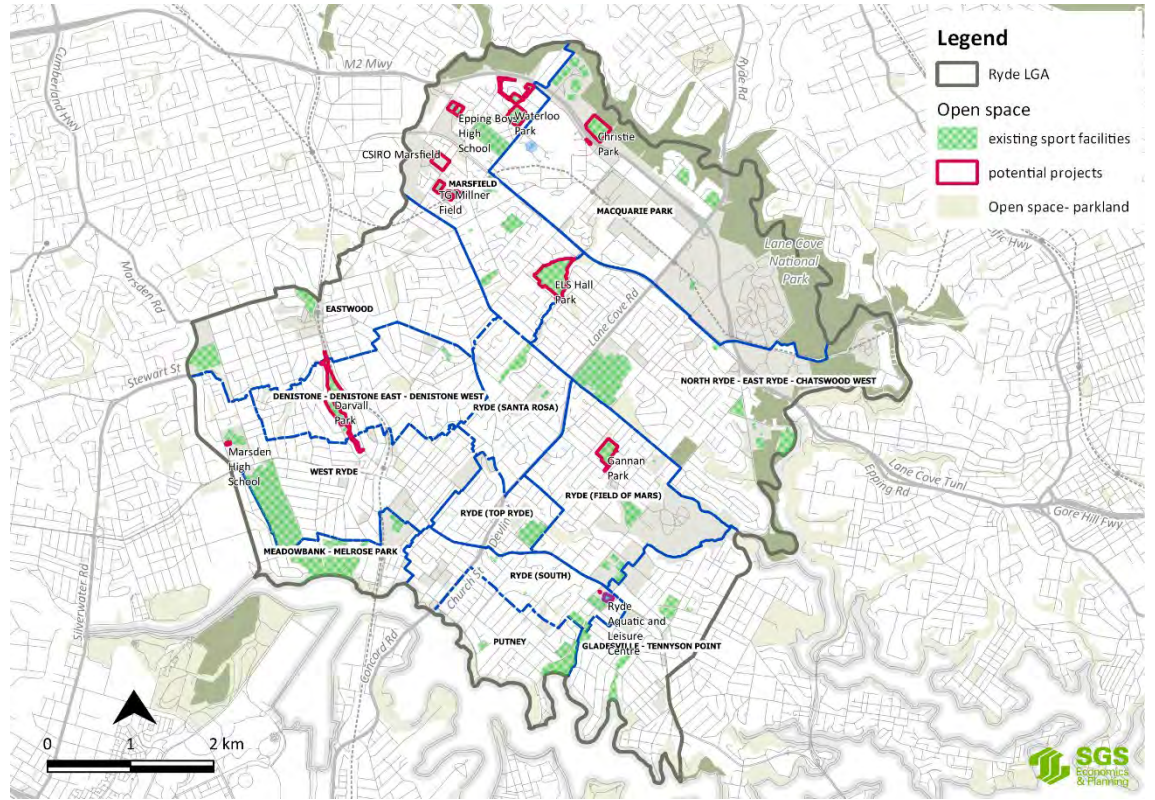 Legend
Ryde LGA
Open space
existing sport facilities
potential projects
Open space- parkland
Cumberland Hwy
M2 Mwy
Ryde Rd
Epping Boys
High
School
Waterloo
Park
Christie
Park
CSIRO Marsfield
MARSFIELD
TG Millner
Field
MACQUARIE PARK
Lane Cove
National
Park
Marsden Rd
ELS Hall
Park
Lane Cove Rd
EASTWOOD
Stewart St
DENISTONE - DENISTONE EAST - DENISTONE WEST
Darvall
Park
RYDE (SANTA ROSA)
NORTH RYDE - EAST RYDE - CHATSWOOD WEST
Marsden
High
School
WEST RYDE
Gannan
Park
RYDE (FIELD OF MARS)
Epping Rd
Lane Cove Tunl
Gore Hill Fwy
RYDE (TOP RYDE)
Devlin
MEADOWBANK - MELROSE PARK
RYDE (SOUTH)
Church St
Silverwater Rd
Concord Rd
PUTNEY
Ryde
Aquatic and
Leisure
Centre
GLADESVILLE - TENNYSON POINT
0 1 2 km
SGS
Economics
& Planning